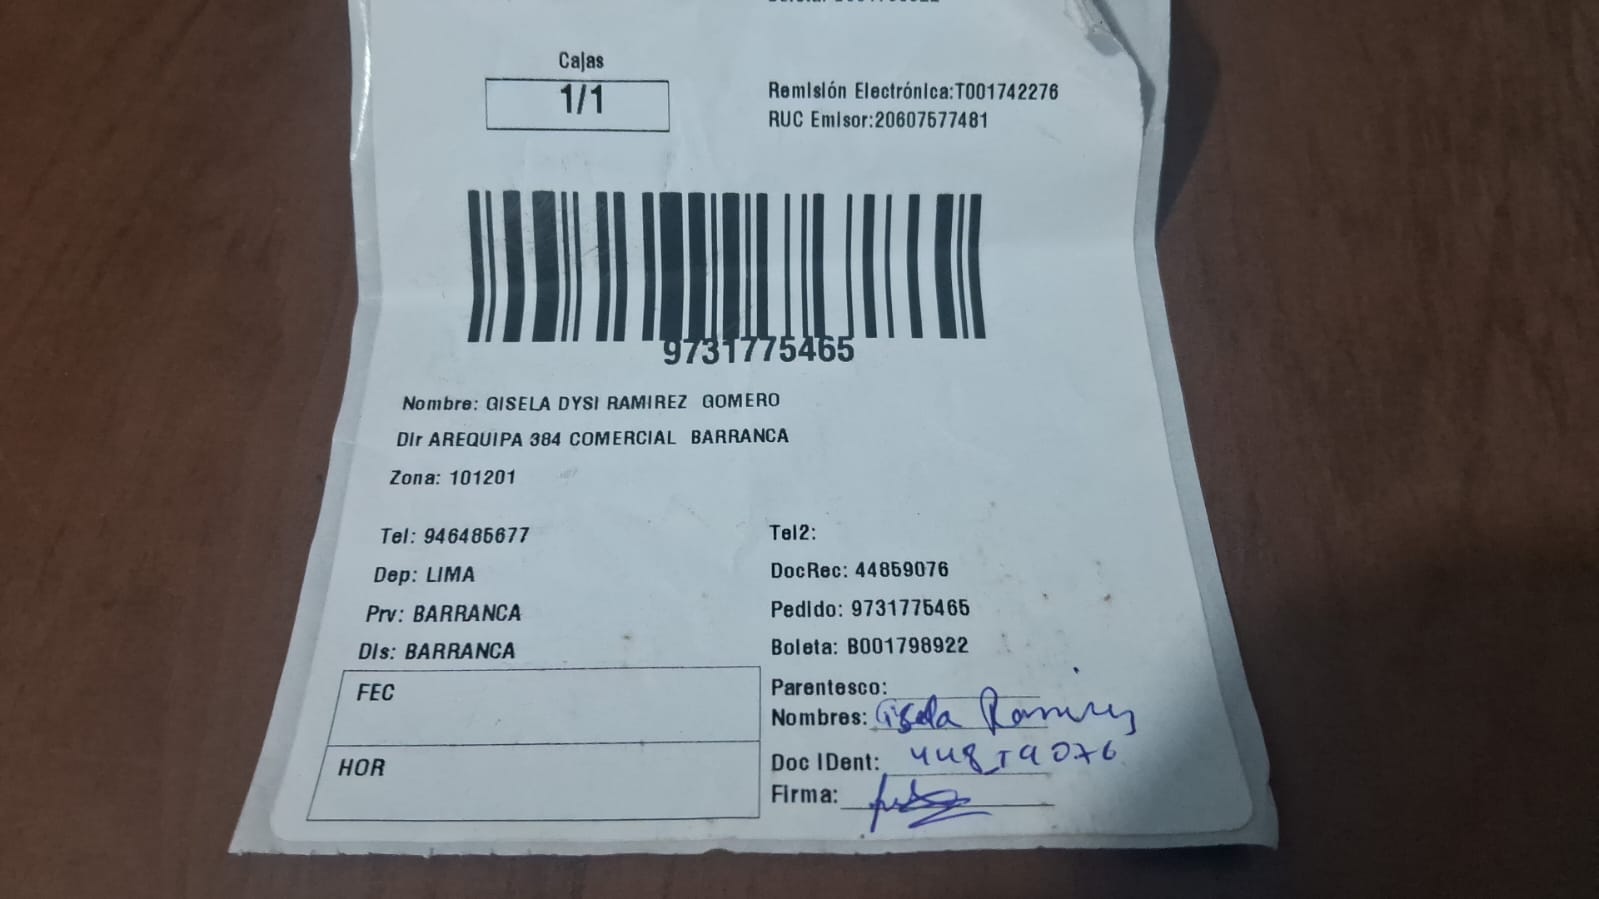 Cajas
1/1
Remisión Electrónica:T001742276
RUC Emisor:20607577481
9731775465
Nombre: GISELA DYSI RAMIREZ GOMERO
Dir AREQUIPA 384 COMERCIAL BARRANCA
Zona: 101201
Tel: 946485677
Tel2:
Dep: LIMA
DocRec: 44859076
Prv: BARRANCA
Pedido: 9731775465
Dis: BARRANCA
Boleta: B001798922
FEC
Parentesco:
Nombres: Gisela Ramirez
HOR
Doc IDent: 44859076
Firma: